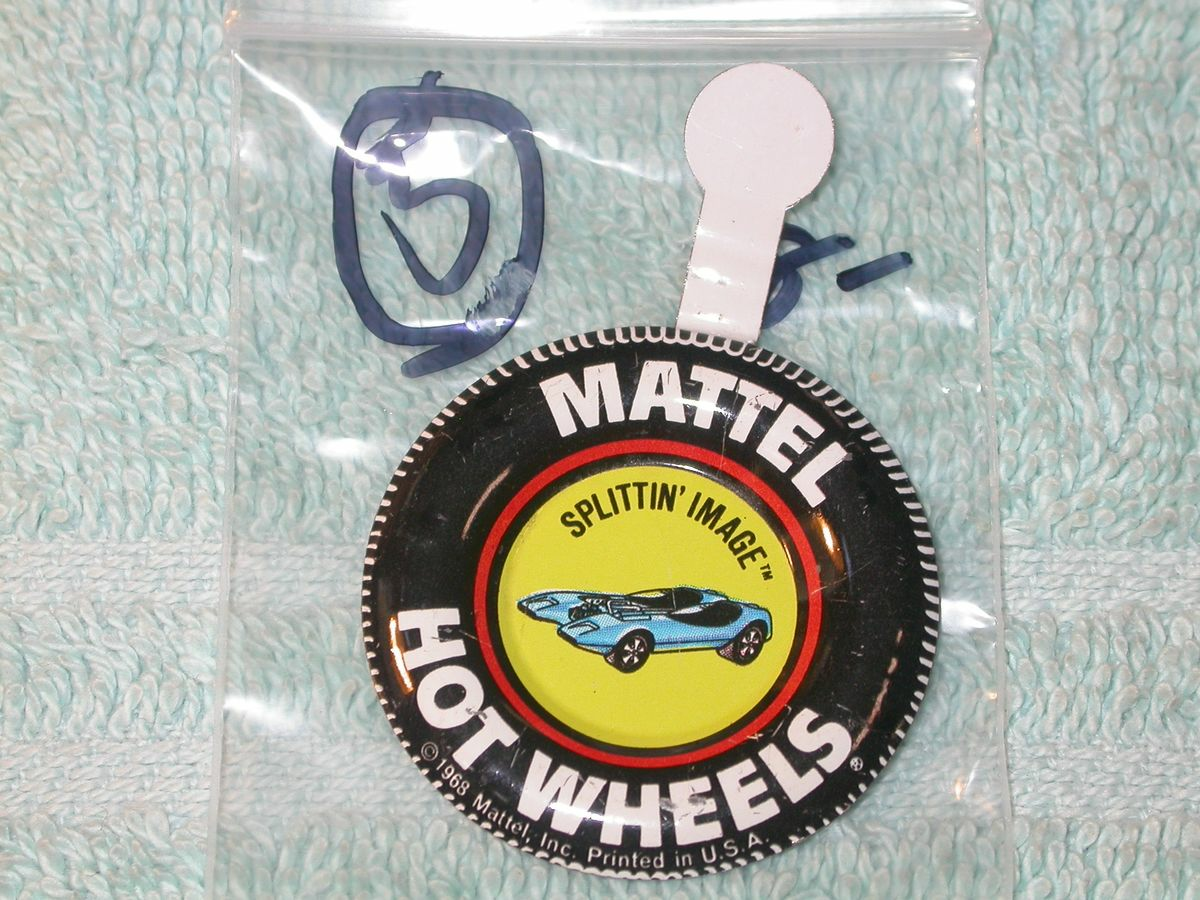 5
MATTEL
SPLITTIN' IMAGE™
HOT WHEELS®
©1968 Mattel, Inc. Printed in U.S.A.